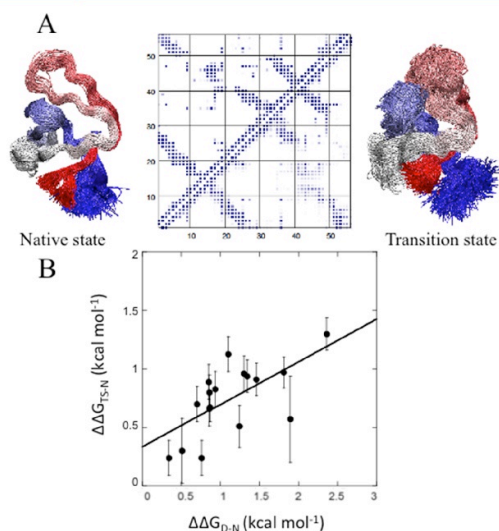 A
50
40
30
20
10
10 20 30 40 50
Native state
Transition state
B
2
1.5
1
0.5
0
ΔΔG_TS-N (kcal mol⁻¹)
0 0.5 1 1.5 2 2.5 3
ΔΔG_D-N (kcal mol⁻¹)